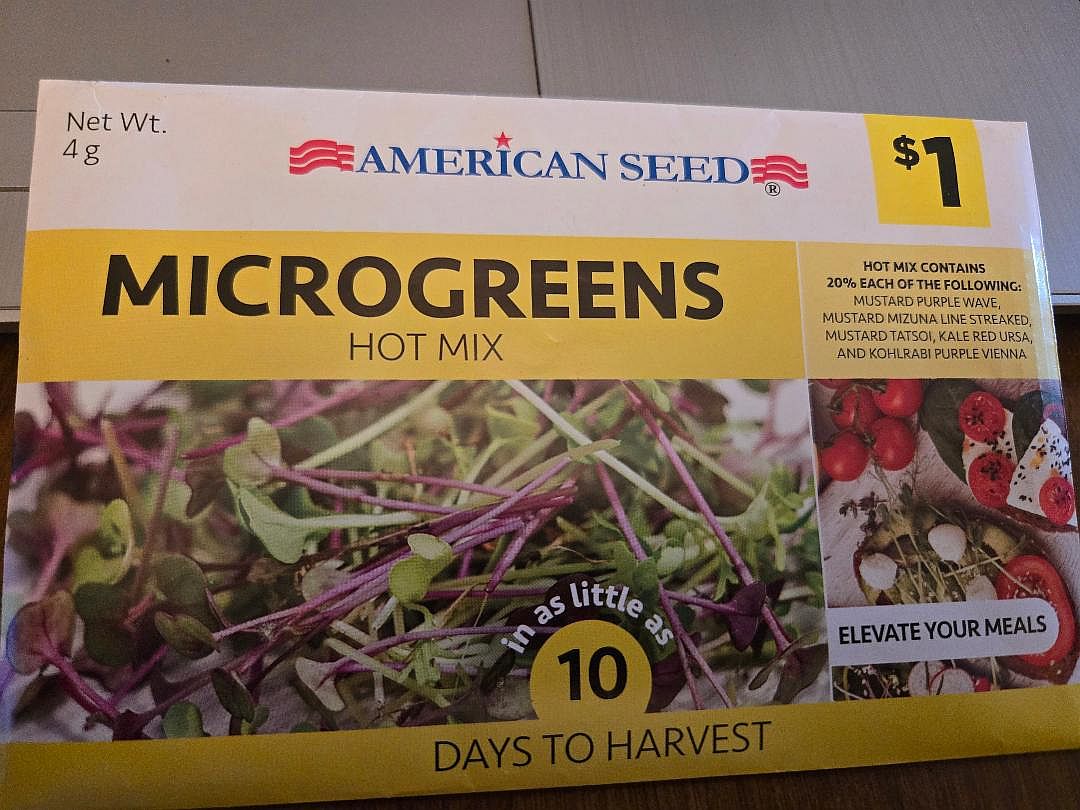 Net Wt.
4 g
AMERICAN SEED®
$1
MICROGREENS
HOT MIX
HOT MIX CONTAINS
20% EACH OF THE FOLLOWING:
MUSTARD PURPLE WAVE,
MUSTARD MIZUNA LINE STREAKED,
MUSTARD TATSOI, KALE RED URSA,
AND KOHLRABI PURPLE VIENNA
ELEVATE YOUR MEALS
in as little as
10
DAYS TO HARVEST